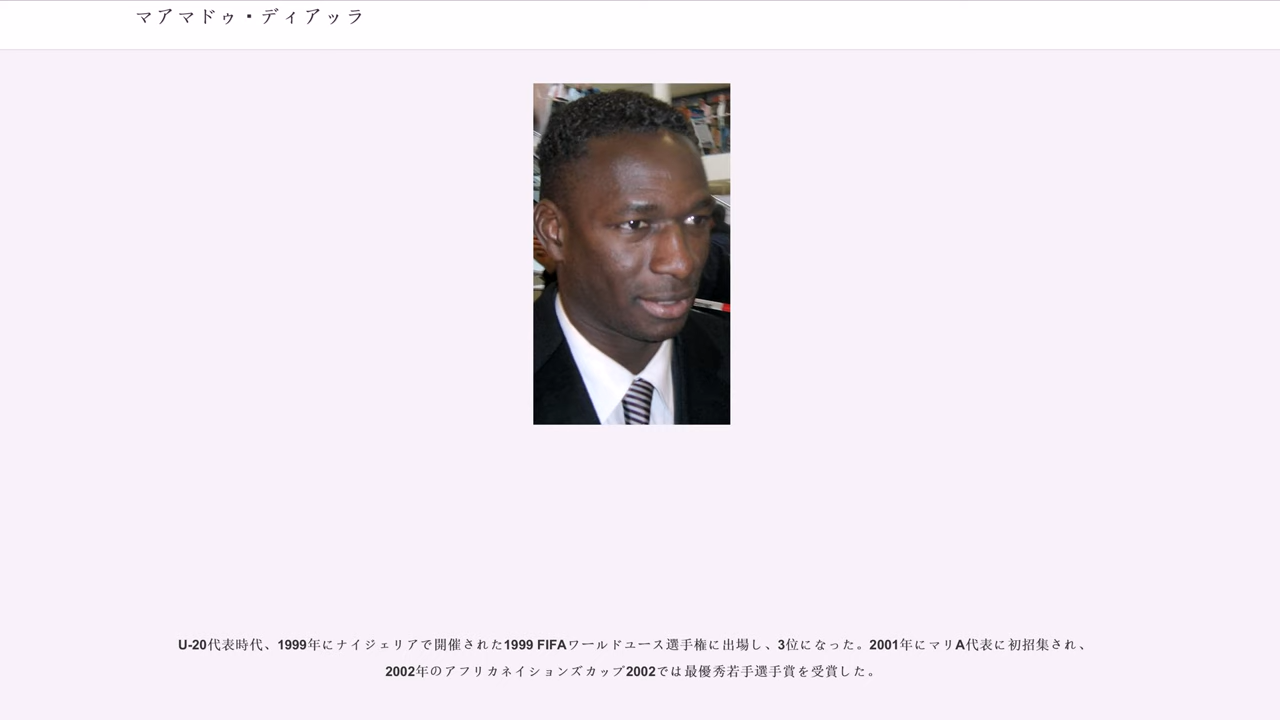 マアマドゥ・ディアッラ
U-20代表時代、1999年にナイジェリアで開催された1999 FIFAワールドユース選手権に出場し、3位になった。2001年にマリA代表に初招集され、
2002年のアフリカネイションズカップ2002では最優秀若手選手賞を受賞した。